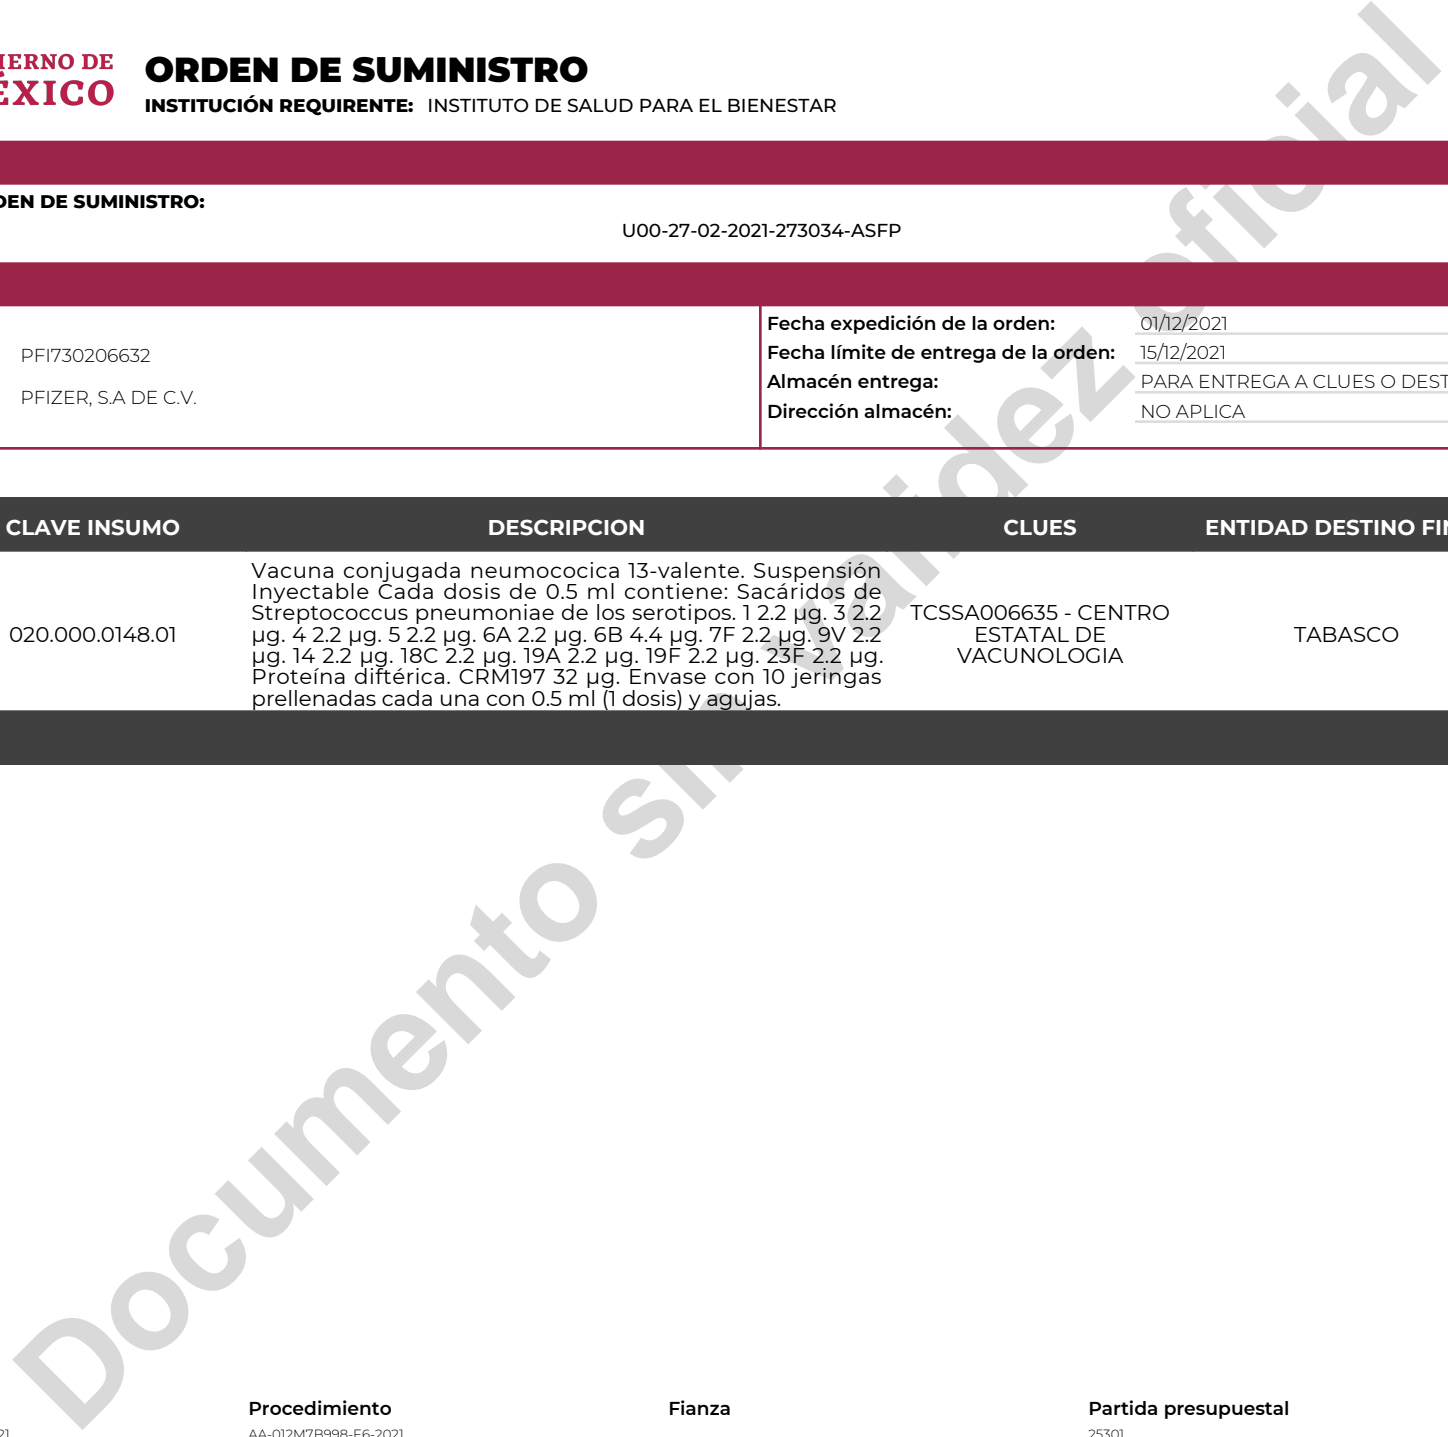 IERNO DE
ÉXICO
ORDEN DE SUMINISTRO
INSTITUCIÓN REQUIRENTE: INSTITUTO DE SALUD PARA EL BIENESTAR
DEN DE SUMINISTRO:
U00-27-02-2021-273034-ASFP
PFI730206632
PFIZER, S.A DE C.V.
Fecha expedición de la orden: 01/12/2021
Fecha límite de entrega de la orden: 15/12/2021
Almacén entrega: PARA ENTREGA A CLUES O DEST
Dirección almacén: NO APLICA
CLAVE INSUMO DESCRIPCION CLUES ENTIDAD DESTINO FIN
020.000.0148.01
Vacuna conjugada neumococica 13-valente. Suspensión
Inyectable Cada dosis de 0.5 ml contiene: Sacáridos de
Streptococcus pneumoniae de los serotipos. 1 2.2 µg. 3 2.2
µg. 4 2.2 µg. 5 2.2 µg. 6A 2.2 µg. 6B 4.4 µg. 7F 2.2 µg. 9V 2.2
µg. 14 2.2 µg. 18C 2.2 µg. 19A 2.2 µg. 19F 2.2 µg. 23F 2.2 µg.
Proteína diftérica. CRM197 32 µg. Envase con 10 jeringas
prellenadas cada una con 0.5 ml (1 dosis) y agujas.
TCSSA006635 - CENTRO
ESTATAL DE
VACUNOLOGIA
TABASCO
Documento sin validez oficial
Procedimiento Fianza Partida presupuestal
21 AA-012M7B998-E6-2021 25301